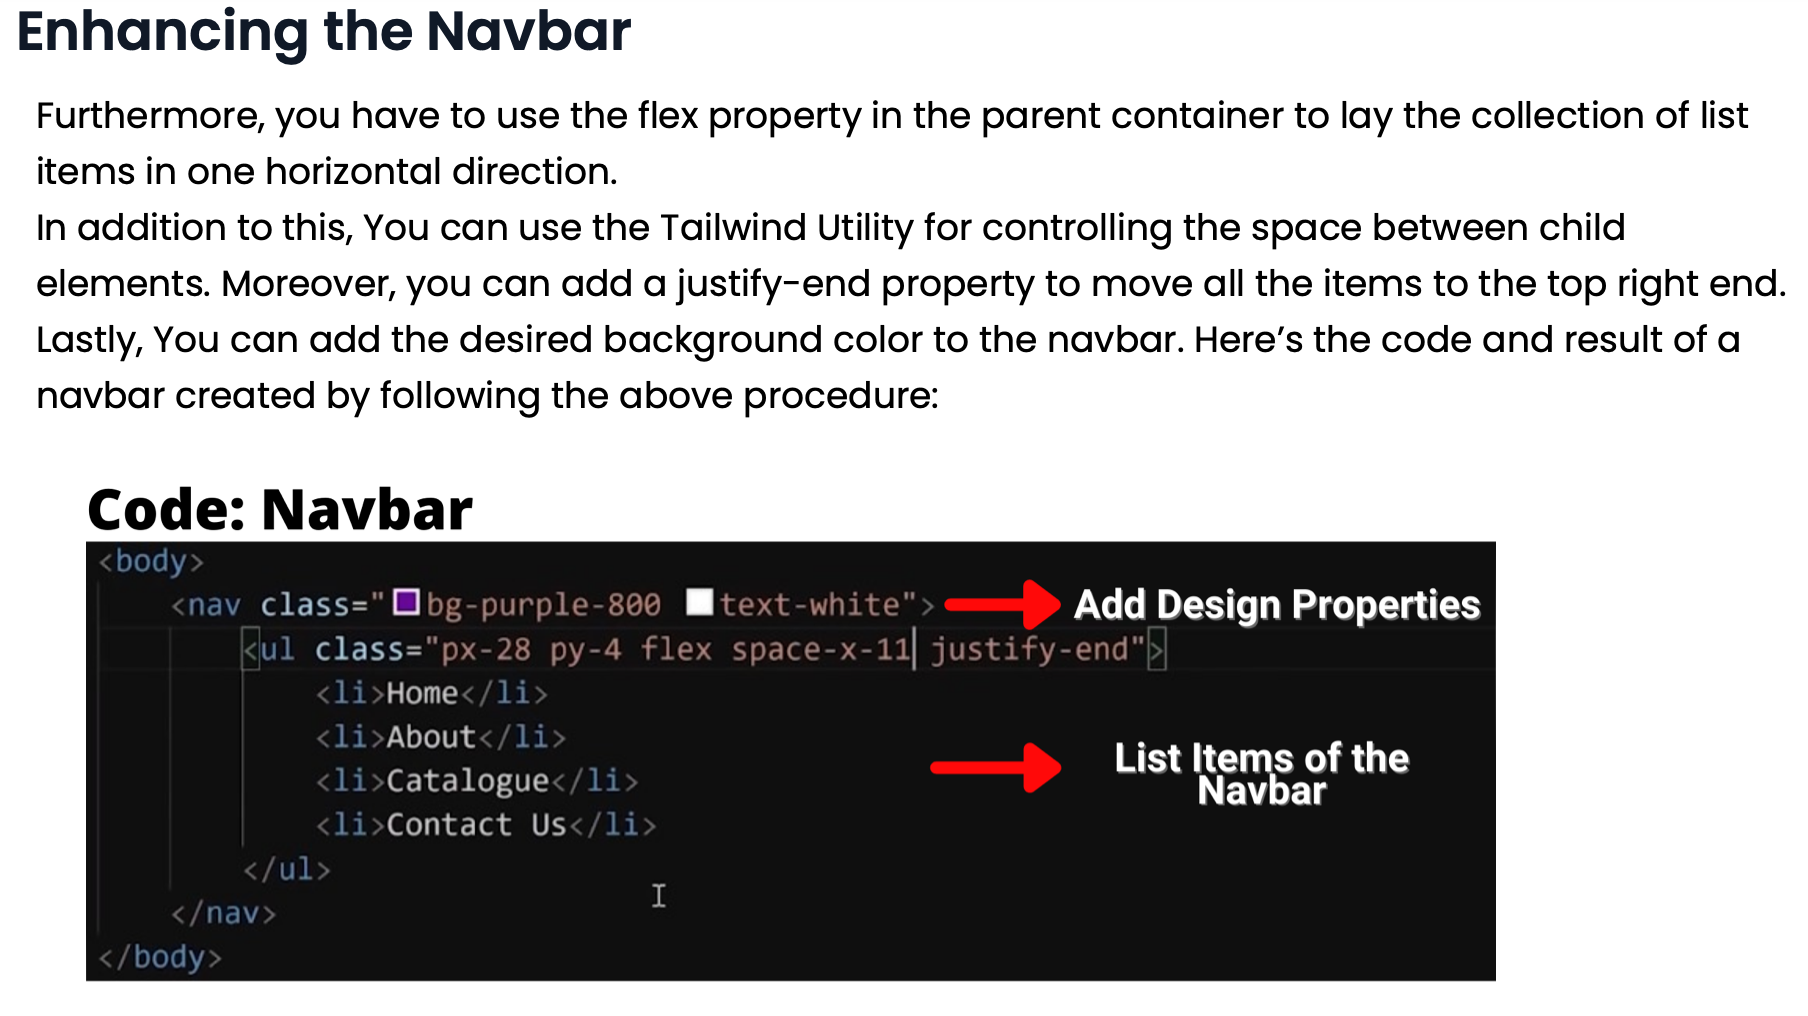 Enhancing the Navbar
Furthermore, you have to use the flex property in the parent container to lay the collection of list
items in one horizontal direction.
In addition to this, You can use the Tailwind Utility for controlling the space between child
elements. Moreover, you can add a justify-end property to move all the items to the top right end.
Lastly, You can add the desired background color to the navbar. Here’s the code and result of a
navbar created by following the above procedure:
Code: Navbar
<body>
<nav class="bg-purple-800 text-white"> Add Design Properties
<ul class="px-28 py-4 flex space-x-11 justify-end">
<li>Home</li>
<li>About</li>
<li>Catalogue</li>
<li>Contact Us</li>
List Items of the
Navbar
</ul>
</nav>
</body>